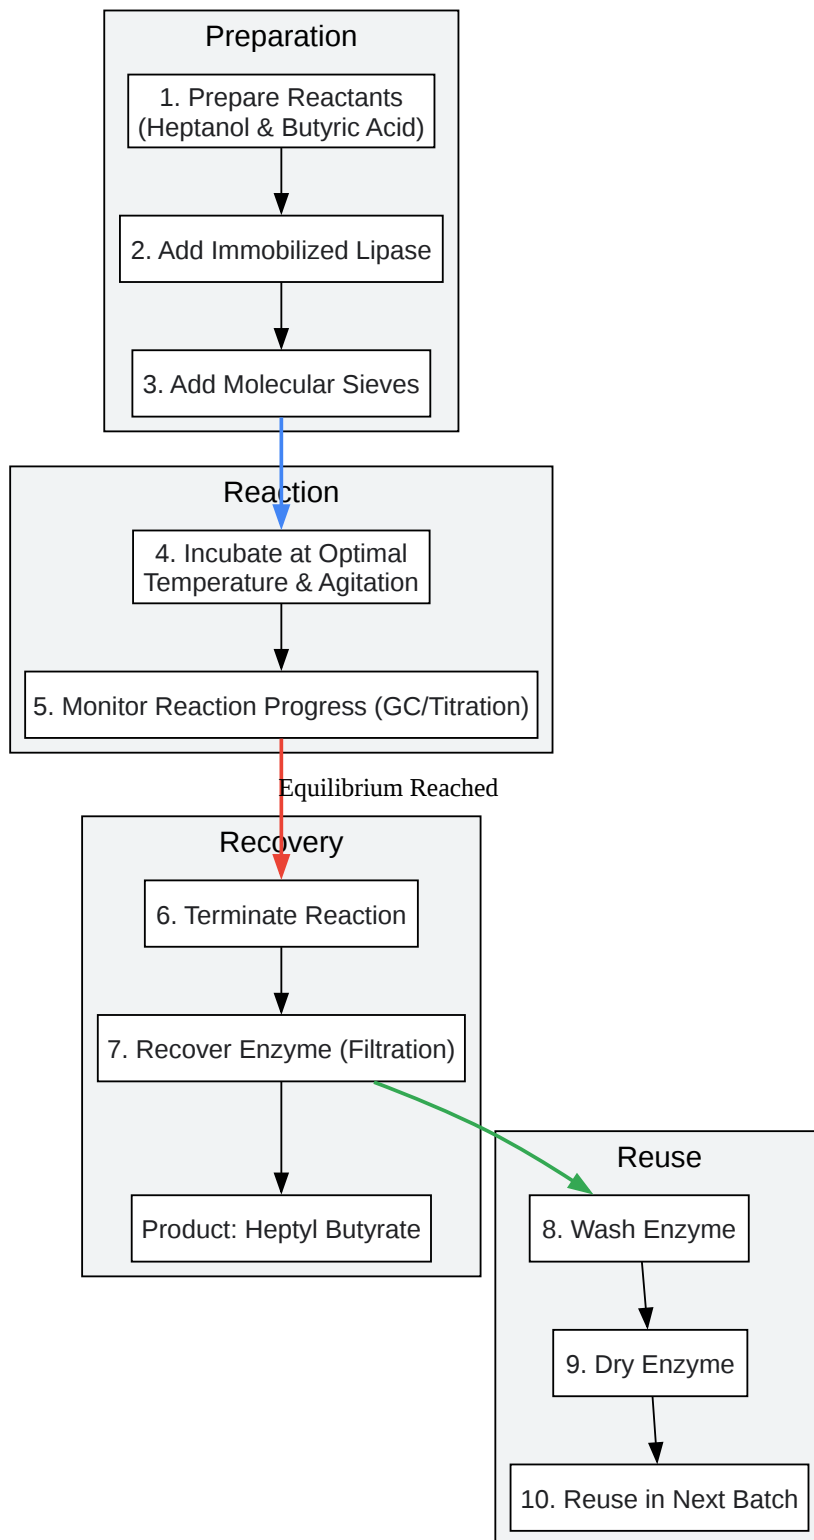 Preparation
1. Prepare Reactants
(Heptanol & Butyric Acid)
2. Add Immobilized Lipase
3. Add Molecular Sieves
Reaction
4. Incubate at Optimal
Temperature & Agitation
5. Monitor Reaction Progress (GC/Titration)
Equilibrium Reached
Recovery
6. Terminate Reaction
7. Recover Enzyme (Filtration)
Product: Heptyl Butyrate
Reuse
8. Wash Enzyme
9. Dry Enzyme
10. Reuse in Next Batch